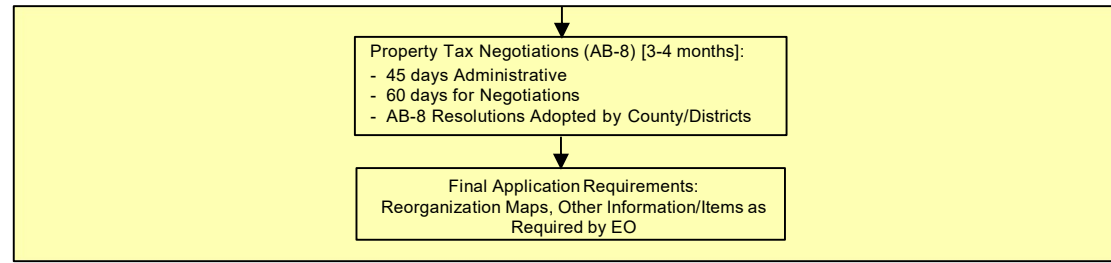 Property Tax Negotiations (AB-8) [3-4 months]:
- 45 days Administrative
- 60 days for Negotiations
- AB-8 Resolutions Adopted by County/Districts
Final Application Requirements:
Reorganization Maps, Other Information/Items as
Required by EO